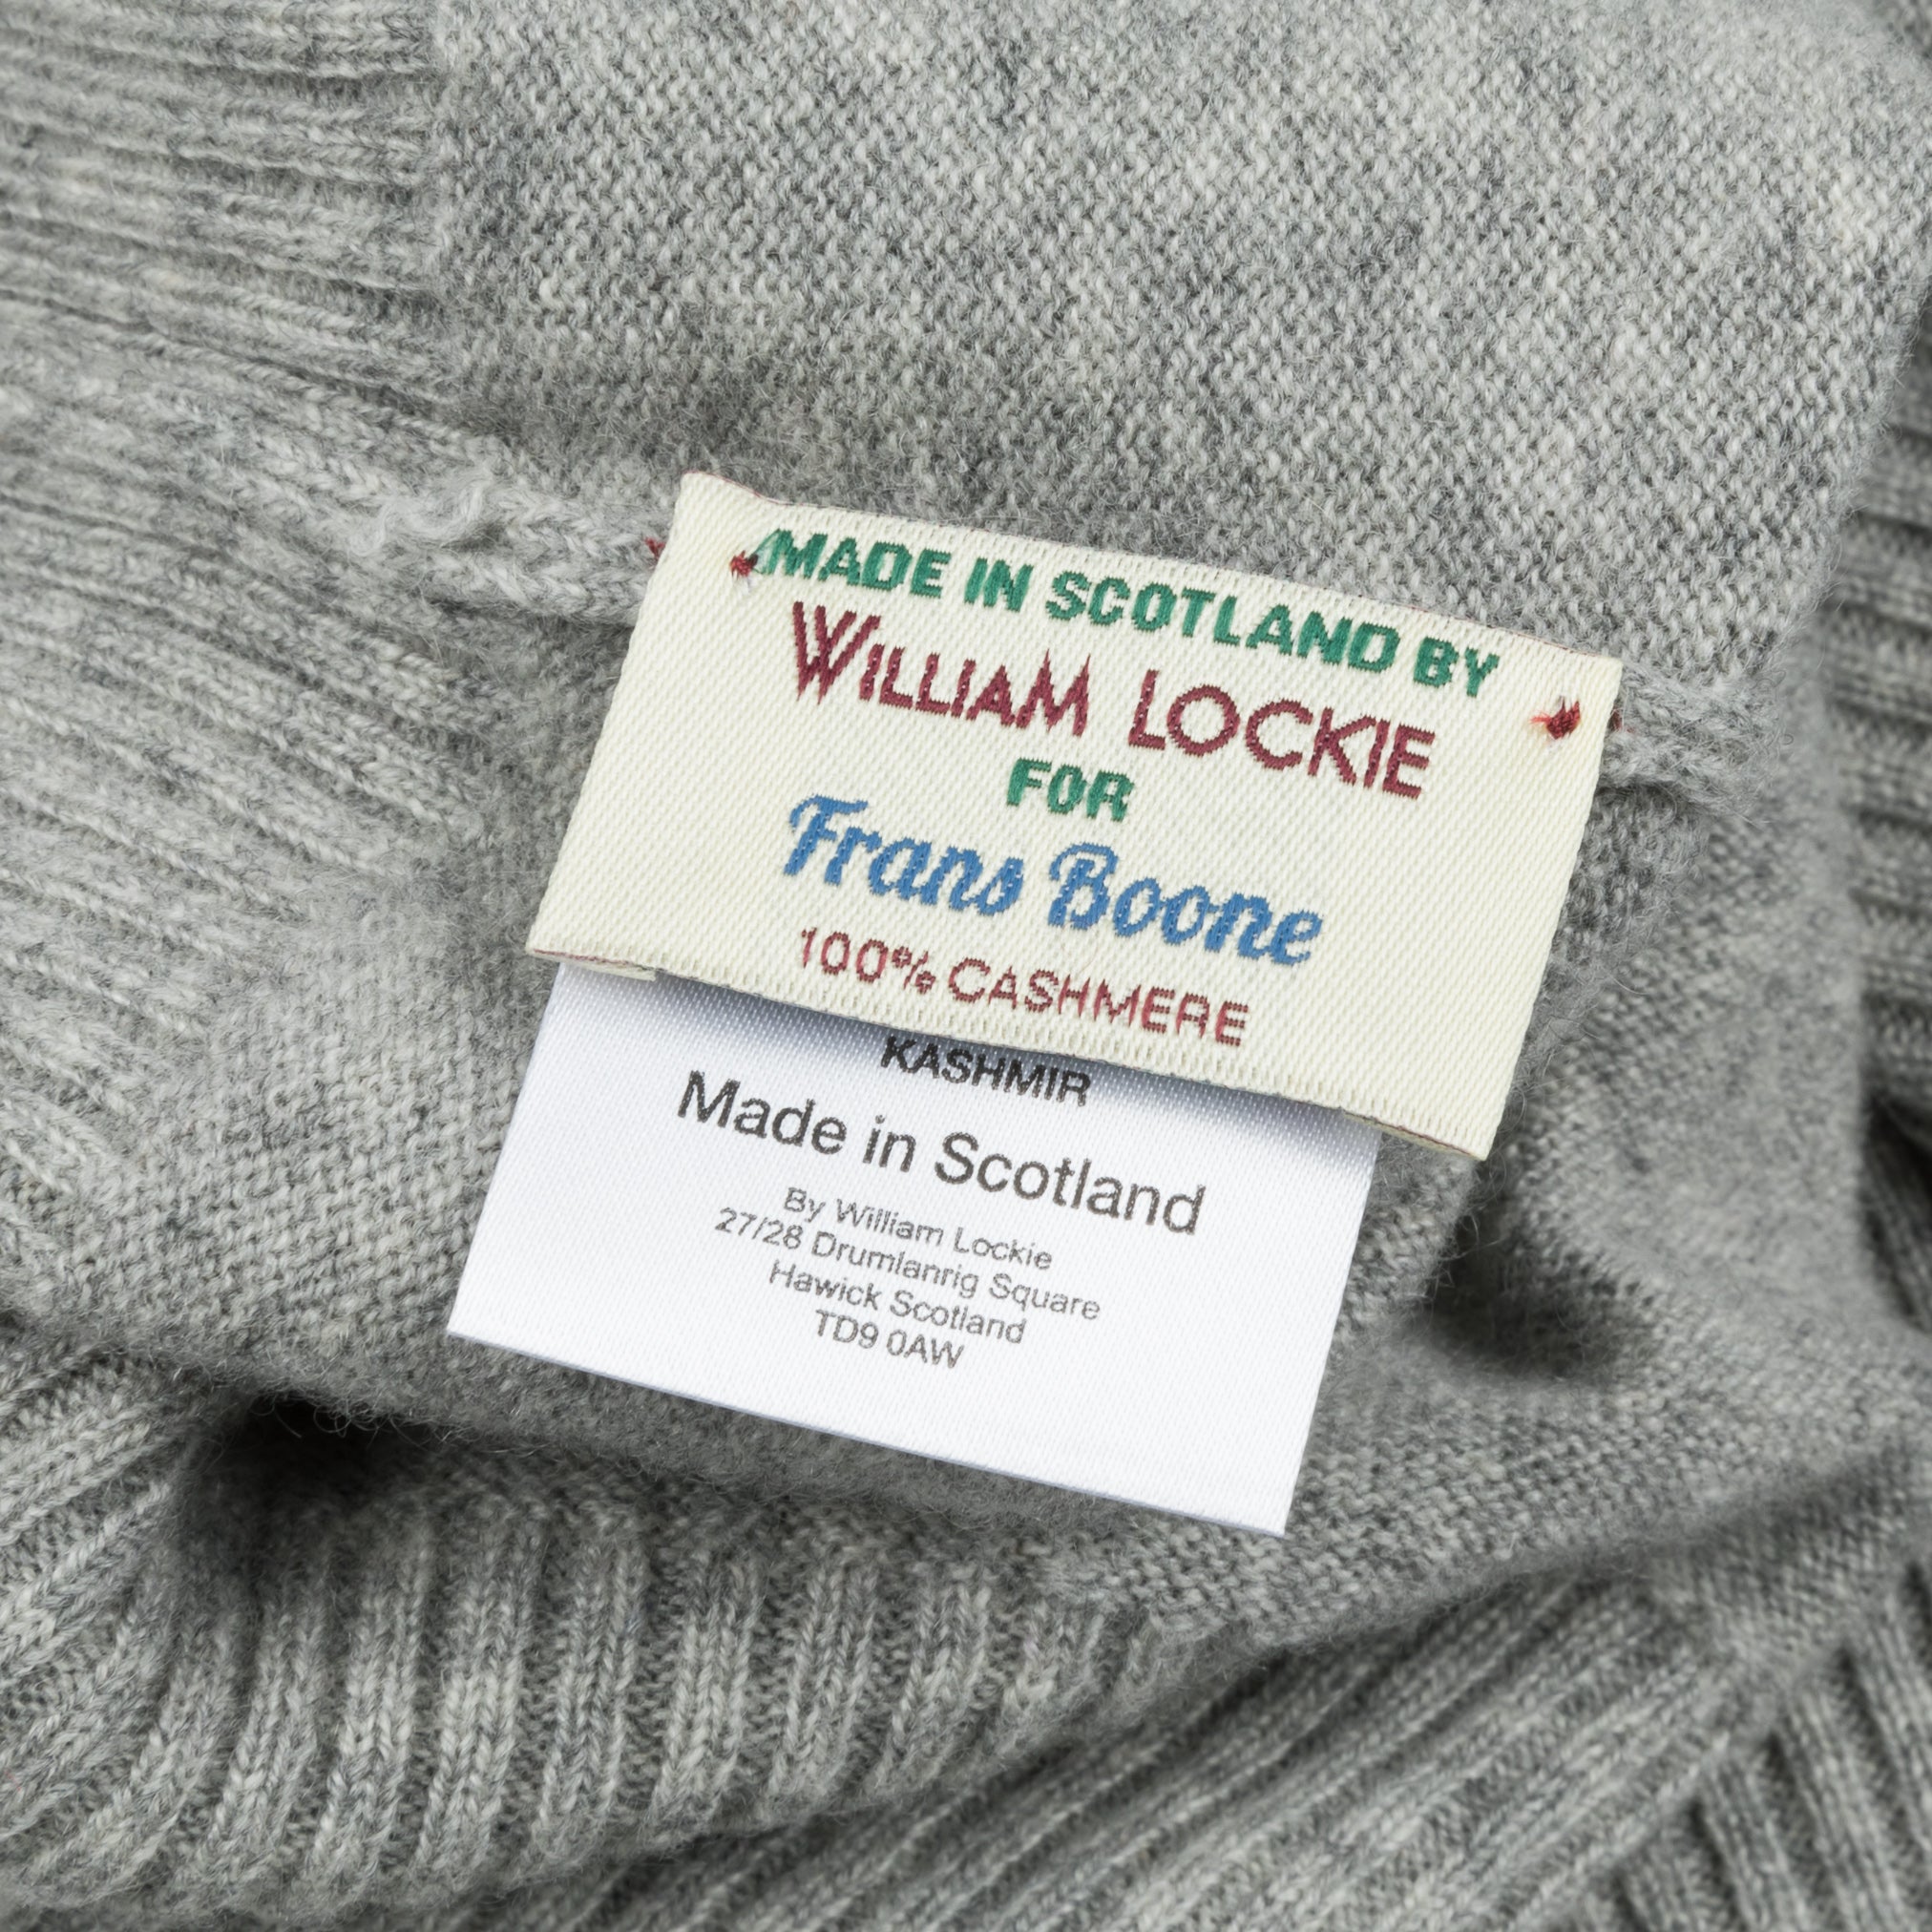 MADE IN SCOTLAND BY
WILLIAM LOCKIE
FOR
Frans Boone
100% CASHMERE
KASHMIR
Made in Scotland
By William Lockie
27/28 Drumlanrig Square
Hawick Scotland
TD9 0AW